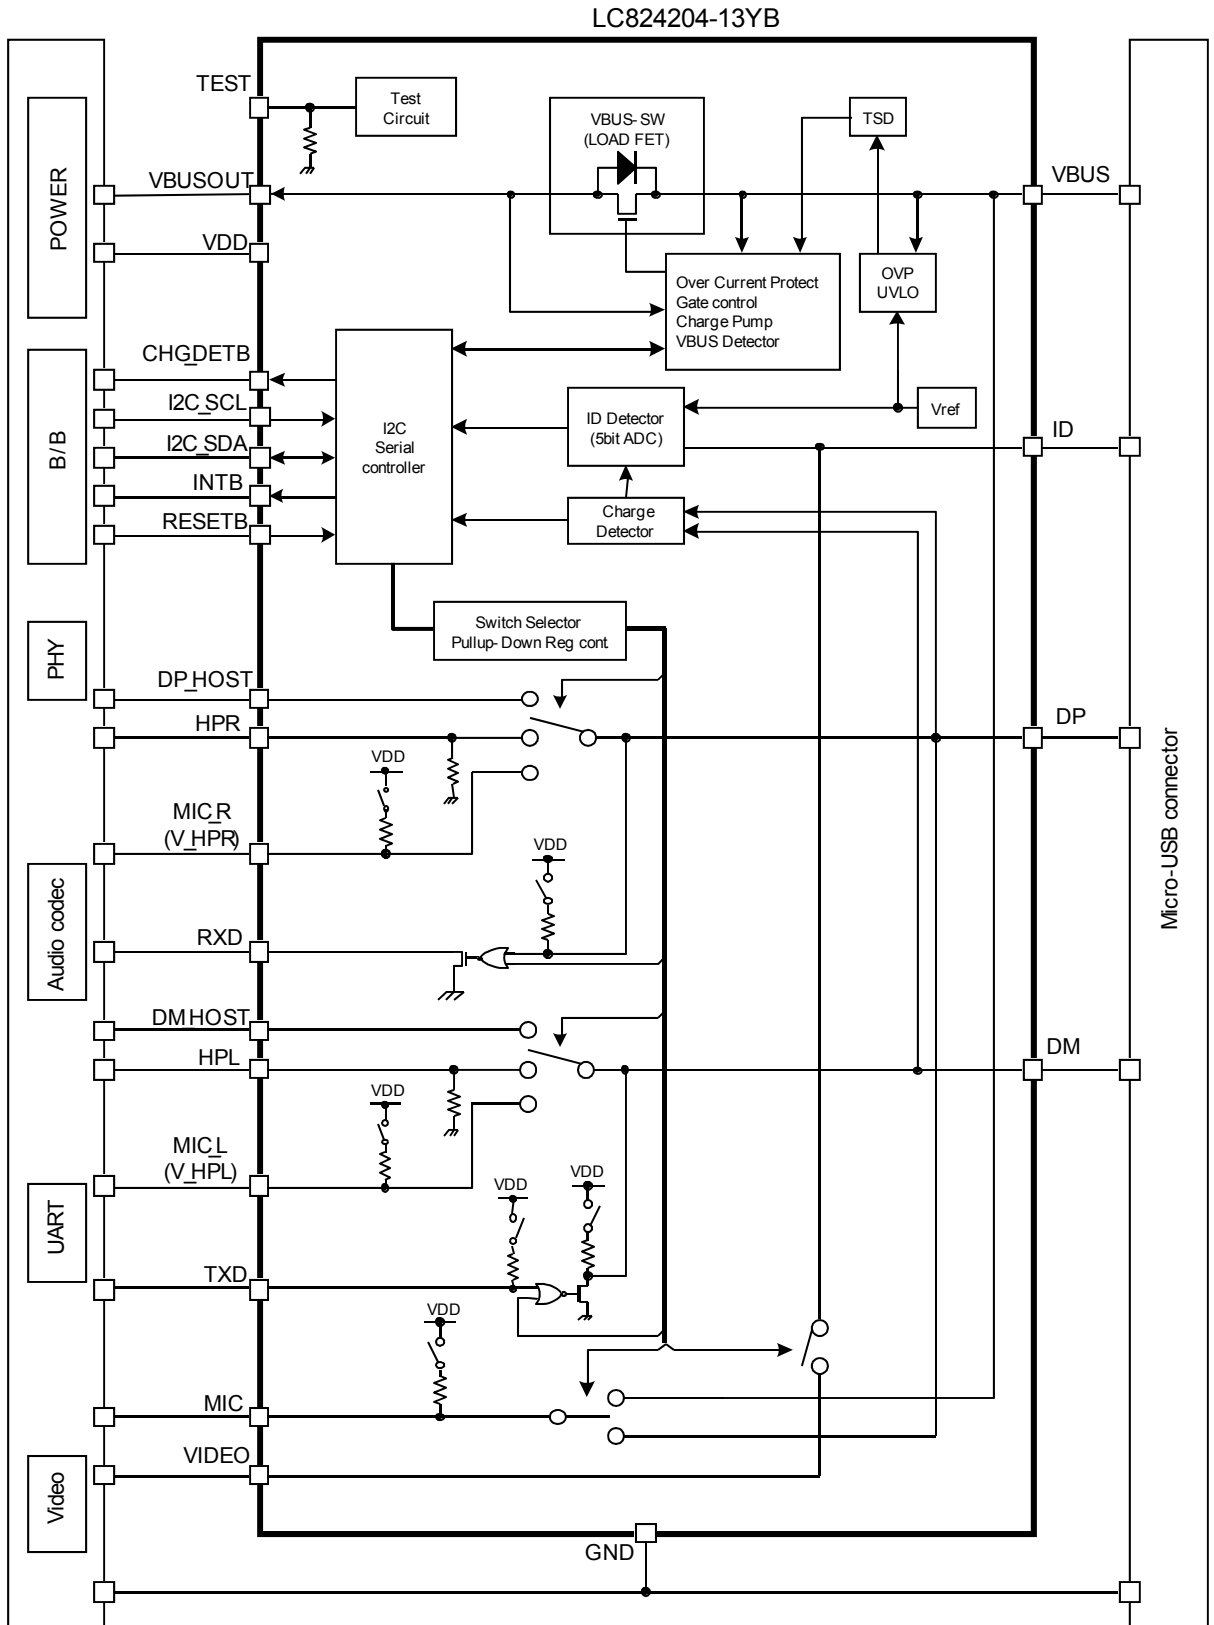 LC824204-13YB
TEST
Test
Circuit
VBUS-SW
(LOAD FET)
TSD
POWER
VBUSOUT
VBUS
VDD
Over Current Protect
Gate control
Charge Pump
VBUS Detector
OVP
UVLO
B/B
CHG_DETB
I2C_SCL
I2C_SDA
INTB
RESETB
I2C
Serial
controller
ID Detector
(5bit ADC)
Vref
ID
Charge
Detector
Switch Selector
Pullup-Down Reg cont.
PHY
DP_HOST
HPR
DP
VDD
MIC_R
(V_HPR)
VDD
Micro-USB connector
Audio codec
RXD
DM_HOST
HPL
DM
VDD
MIC_L
(V_HPL)
VDD
VDD
UART
TXD
VDD
MIC
VIDEO
Video
GND